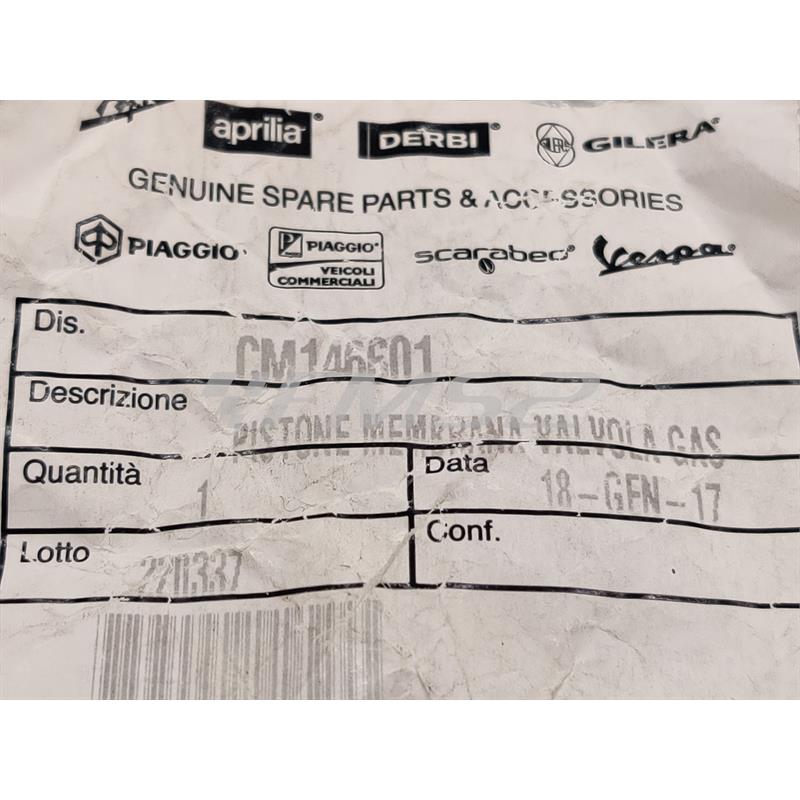 aprilia DERBI GILERA
GENUINE SPARE PARTS & ACCESSORIES
PIAGGIO PIAGGIO VEICOLI COMMERCIALI scarabeo Vespa
Dis. CM146801
Descrizione PISTONE MEMBRANA VALVOLA GAS
Quantità 1 Data 18-GEN-17
Lotto 220337 Conf.